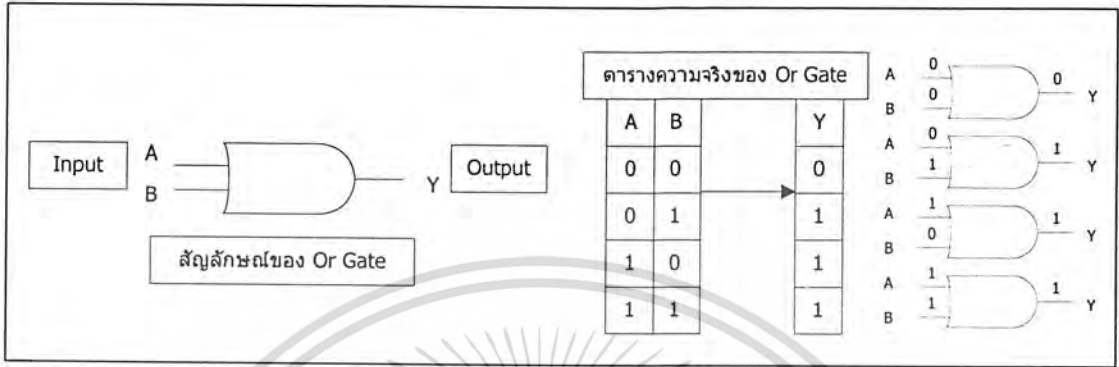 Input
A
B
Y
Output
สัญลักษณ์ของ Or Gate
ตารางความจริงของ Or Gate
A B Y
0 0 0
0 1 1
1 0 1
1 1 1
A 0
B 0
0 Y
A 0
B 1
1 Y
A 1
B 0
1 Y
A 1
B 1
1 Y